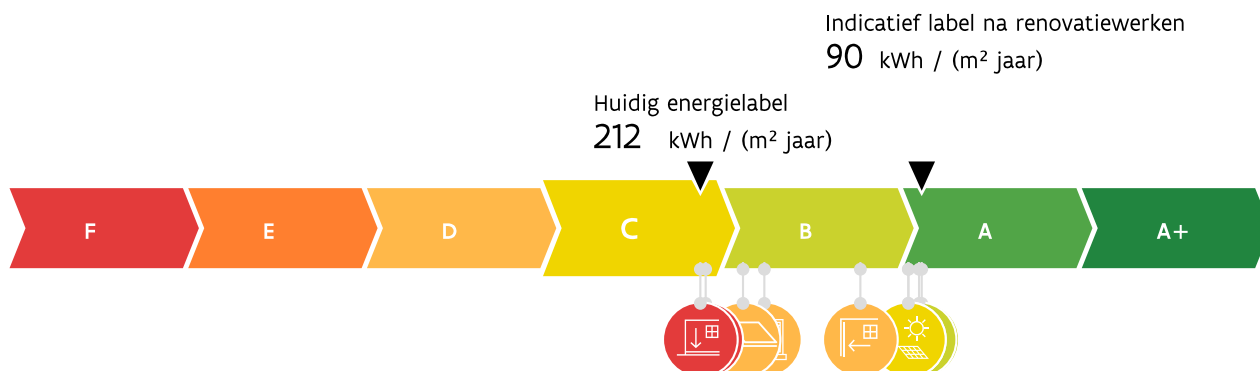 Indicatief label na renovatiewerken
90 kWh / (m² jaar)
Huidig energielabel
212 kWh / (m² jaar)
F E D C B A A+